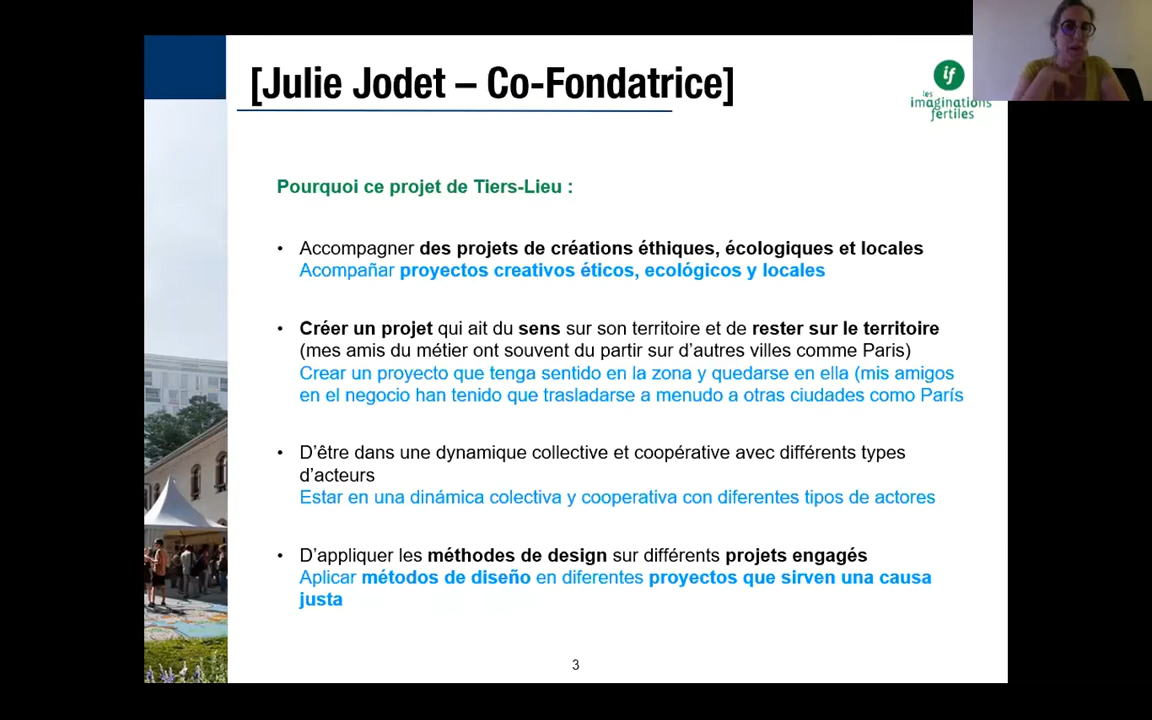 [Julie Jodet – Co-Fondatrice]
if
les
imaginations
fertiles
Pourquoi ce projet de Tiers-Lieu :
• Accompagner des projets de créations éthiques, écologiques et locales
Acompañar proyectos creativos éticos, ecológicos y locales
• Créer un projet qui ait du sens sur son territoire et de rester sur le territoire
(mes amis du métier ont souvent du partir sur d'autres villes comme Paris)
Crear un proyecto que tenga sentido en la zona y quedarse en ella (mis amigos
en el negocio han tenido que trasladarse a menudo a otras ciudades como París
• D'être dans une dynamique collective et coopérative avec différents types
d'acteurs
Estar en una dinámica colectiva y cooperativa con diferentes tipos de actores
• D'appliquer les méthodes de design sur différents projets engagés
Aplicar métodos de diseño en diferentes proyectos que sirven una causa
justa
3